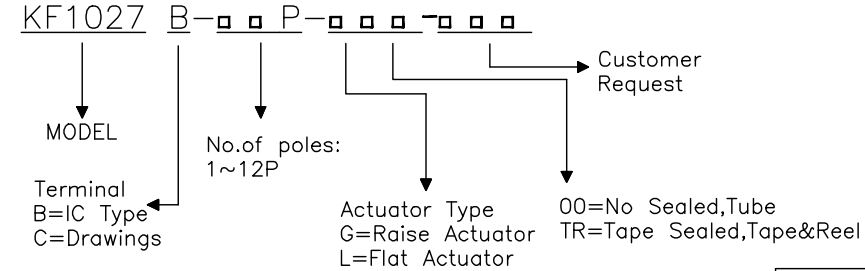 KF1027 B-□□P-□□□-□□□
Customer
Request
MODEL
No.of poles:
1~12P
Terminal
B=IC Type
C=Drawings
Actuator Type
G=Raise Actuator
L=Flat Actuator
00=No Sealed,Tube
TR=Tape Sealed,Tape&Reel